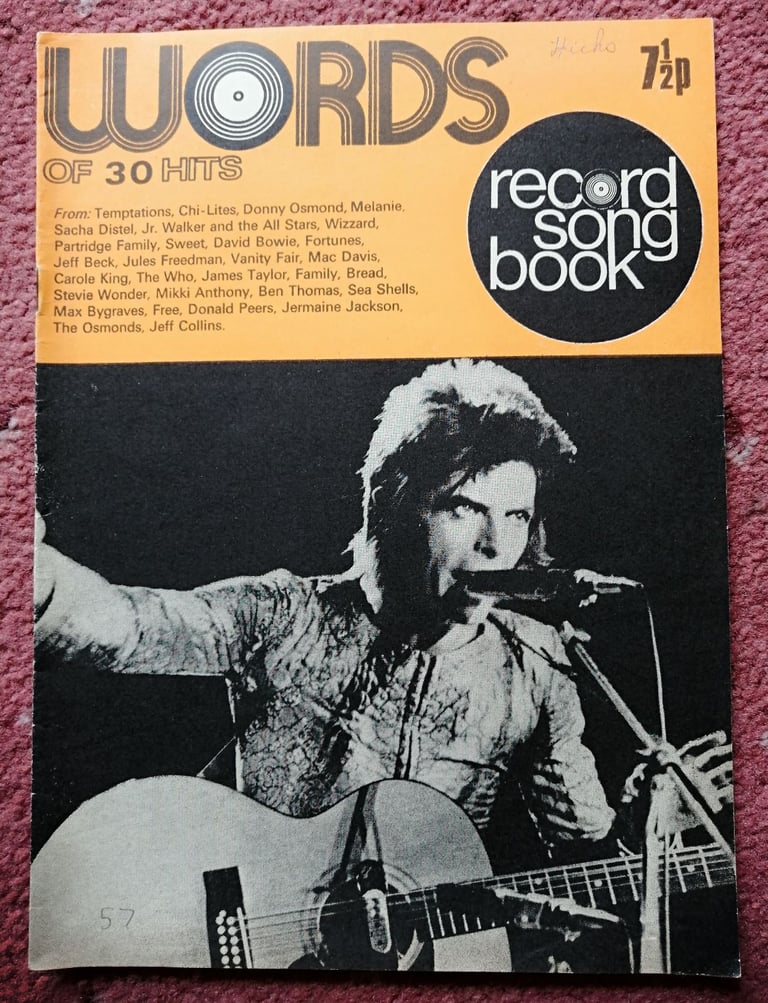 Hicks
7½p
WORDS
OF 30 HITS
record
song
book
From: Temptations, Chi-Lites, Donny Osmond, Melanie,
Sacha Distel, Jr. Walker and the All Stars, Wizzard,
Partridge Family, Sweet, David Bowie, Fortunes,
Jeff Beck, Jules Freedman, Vanity Fair, Mac Davis,
Carole King, The Who, James Taylor, Family, Bread,
Stevie Wonder, Mikki Anthony, Ben Thomas, Sea Shells,
Max Bygraves, Free, Donald Peers, Jermaine Jackson,
The Osmonds, Jeff Collins.
57